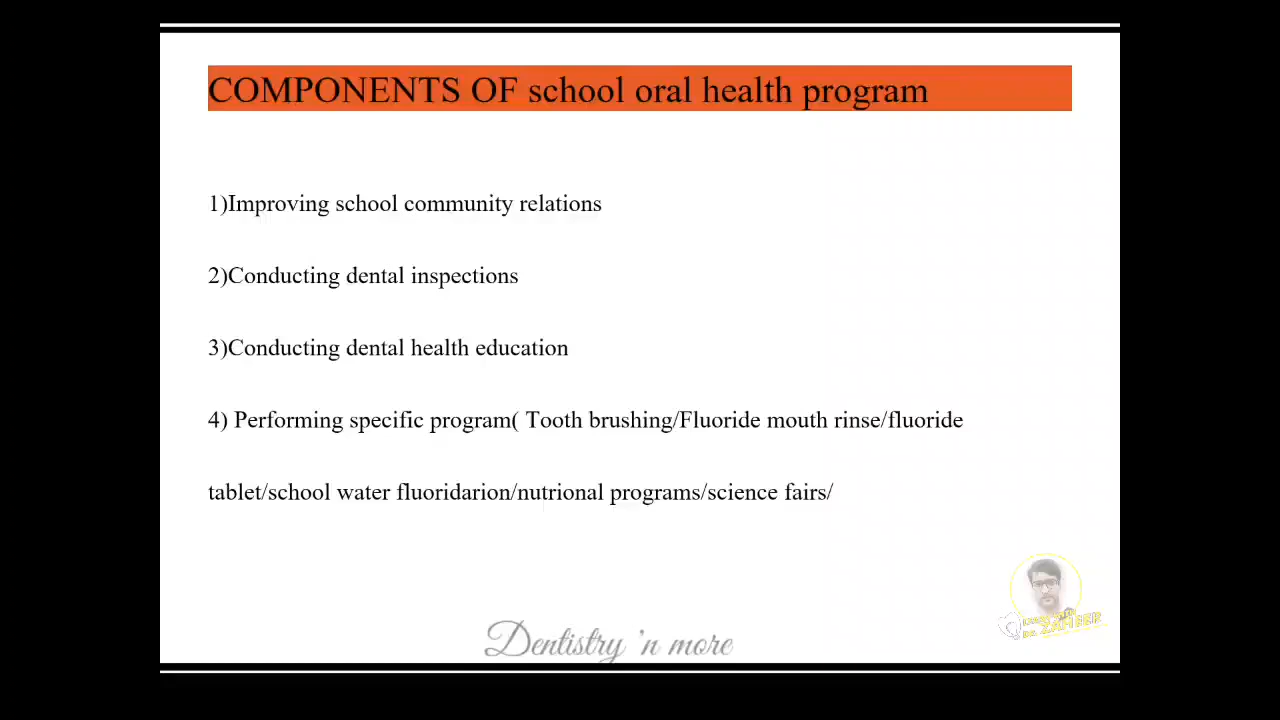 COMPONENTS OF school oral health program
1)Improving school community relations
2)Conducting dental inspections
3)Conducting dental health education
4) Performing specific program( Tooth brushing/Fluoride mouth rinse/fluoride
tablet/school water fluoridarion/nutrional programs/science fairs/
Dentistry 'n more
DR. ZAMEER